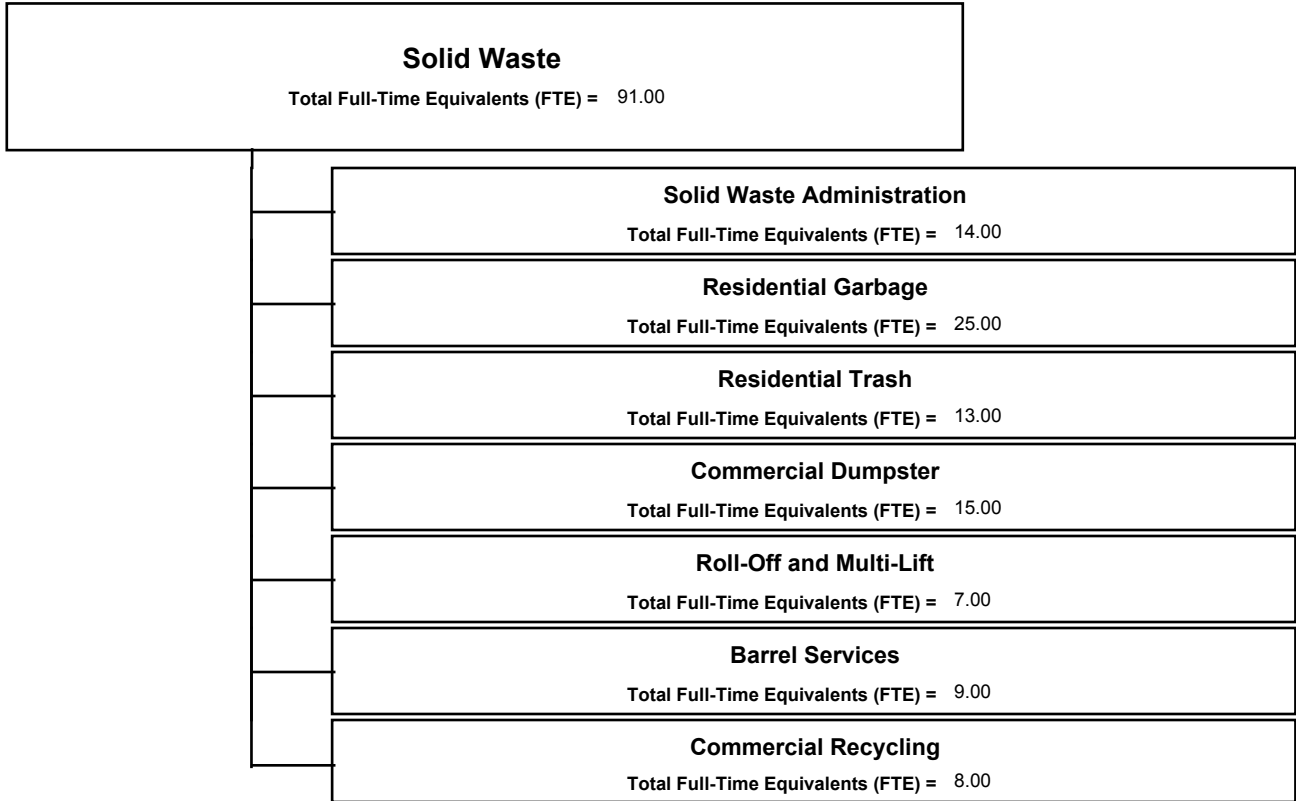 Solid Waste
Total Full-Time Equivalents (FTE) = 91.00
Solid Waste Administration
Total Full-Time Equivalents (FTE) = 14.00
Residential Garbage
Total Full-Time Equivalents (FTE) = 25.00
Residential Trash
Total Full-Time Equivalents (FTE) = 13.00
Commercial Dumpster
Total Full-Time Equivalents (FTE) = 15.00
Roll-Off and Multi-Lift
Total Full-Time Equivalents (FTE) = 7.00
Barrel Services
Total Full-Time Equivalents (FTE) = 9.00
Commercial Recycling
Total Full-Time Equivalents (FTE) = 8.00